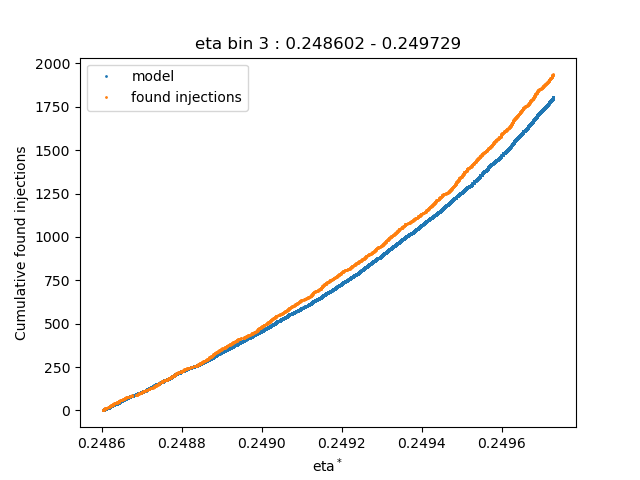 eta bin 3 : 0.248602 - 0.249729
model
found injections
2000
1750
1500
1250
1000
750
500
250
0
Cumulative found injections
0.2486 0.2488 0.2490 0.2492 0.2494 0.2496
eta*